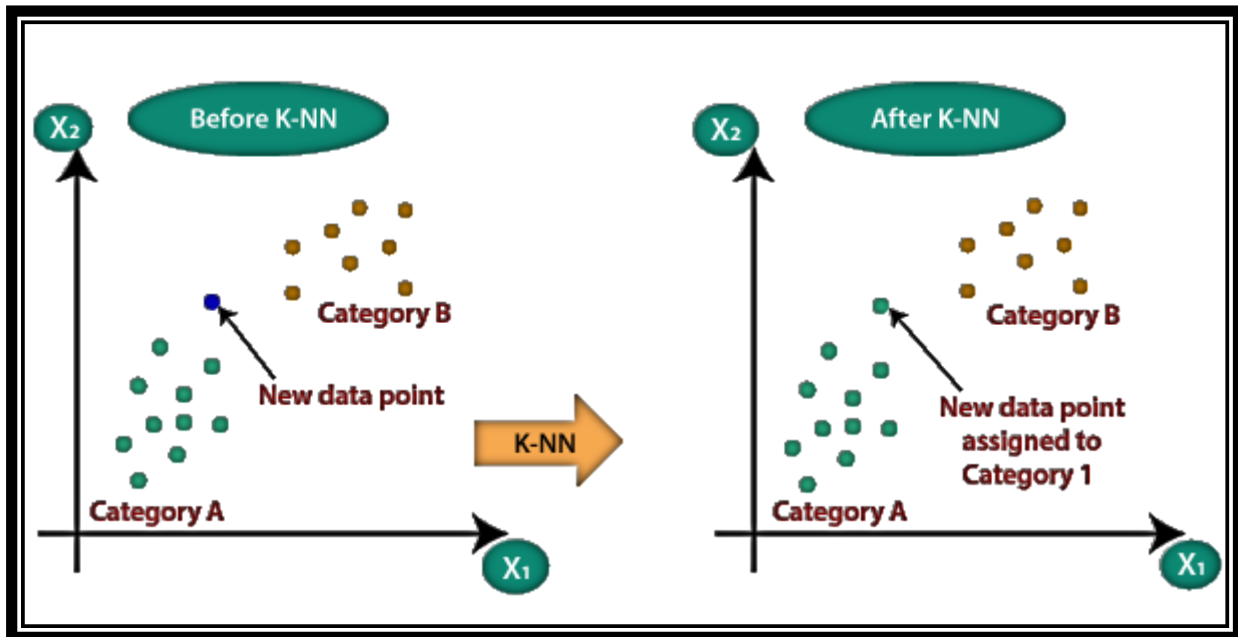 Before K-NN
X₂
Category B
New data point
Category A
X₁
K-NN
After K-NN
X₂
Category B
New data point
assigned to
Category 1
Category A
X₁